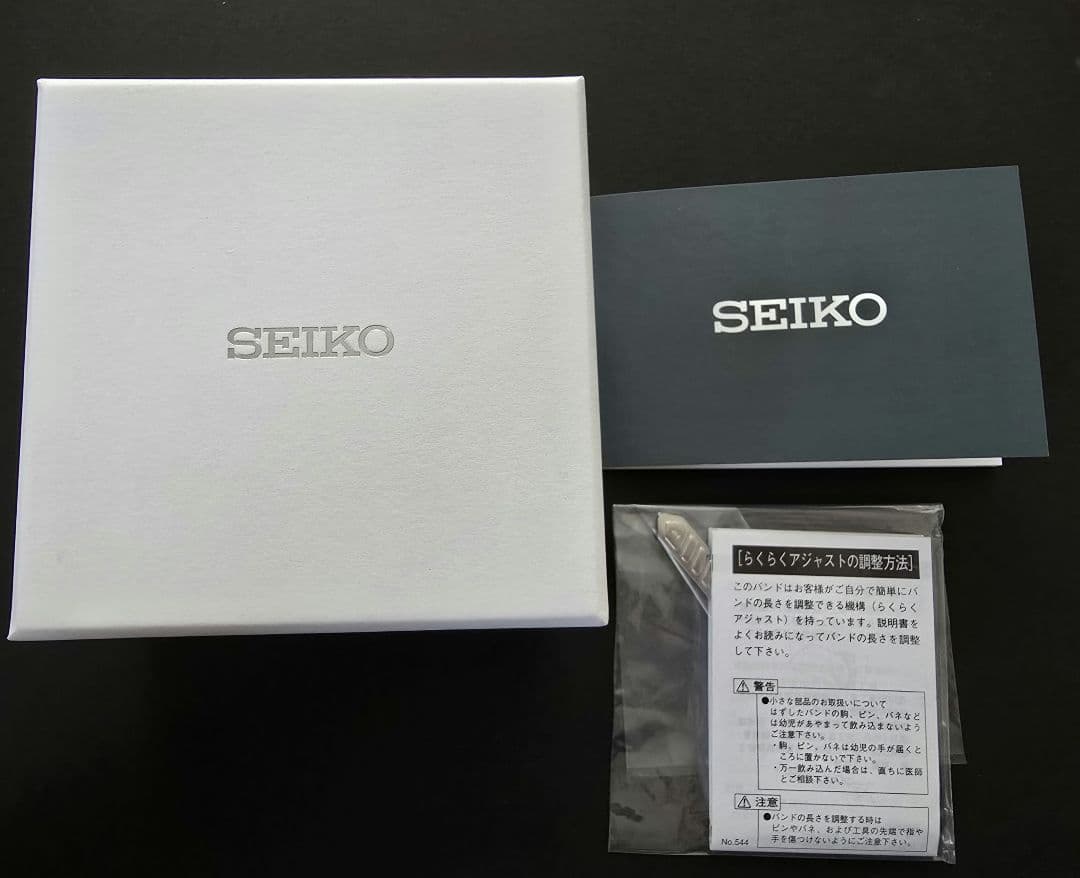 SEIKO
SEIKO
[らくらくアジャストの調整方法]
このバンドはお客様がご自分で簡単にバ
ンドの長さを調整できる機構（らくらく
アジャスト）を持っています。説明書を
よくお読みになってバンドの長さを調整
して下さい。
⚠ 警告
●小さな部品のお取扱いについて
はずしたバンドの駒、ピン、バネなど
は幼児があやまって飲み込まないよう
ご注意下さい。
・駒、ピン、バネは幼児の手が届くと
ころに置かないで下さい。
・万一飲み込んだ場合は、直ちに医師
とご相談下さい。
⚠ 注意
●バンドの長さを調整する時は
ピンやバネ、および工具の先端で指や
手を傷つけないようにご注意下さい。
No.544